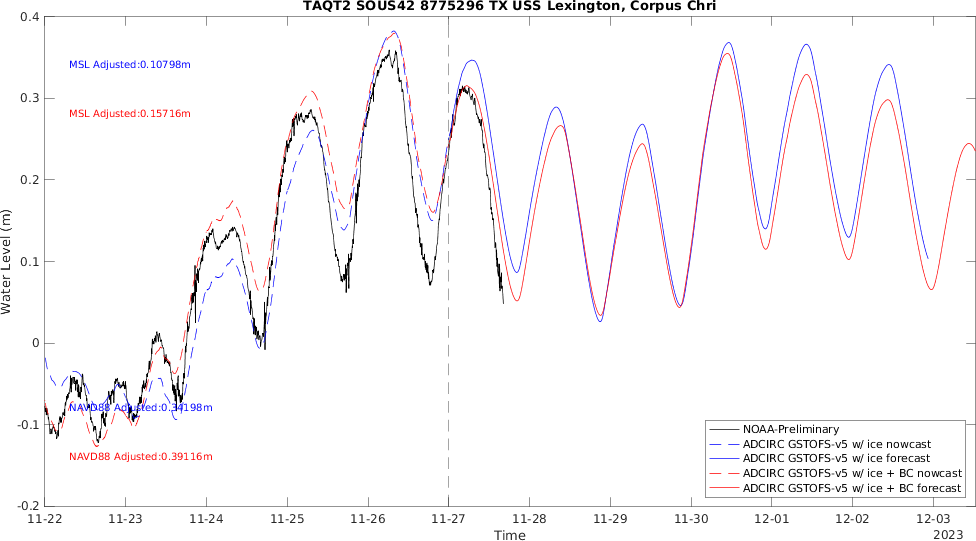 TAQT2 SOUS42 8775296 TX USS Lexington, Corpus Chri
0.4
0.3
0.2
0.1
0
-0.1
-0.2
Water Level (m)
MSL Adjusted:0.10798m
MSL Adjusted:0.15716m
NAVD88 Adjusted:0.34198m
NAVD88 Adjusted:0.39116m
NOAA-Preliminary
ADCIRC GSTOFS-v5 w/ ice nowcast
ADCIRC GSTOFS-v5 w/ ice forecast
ADCIRC GSTOFS-v5 w/ ice + BC nowcast
ADCIRC GSTOFS-v5 w/ ice + BC forecast
11-22 11-23 11-24 11-25 11-26 11-27 11-28 11-29 11-30 12-01 12-02 12-03
Time
2023